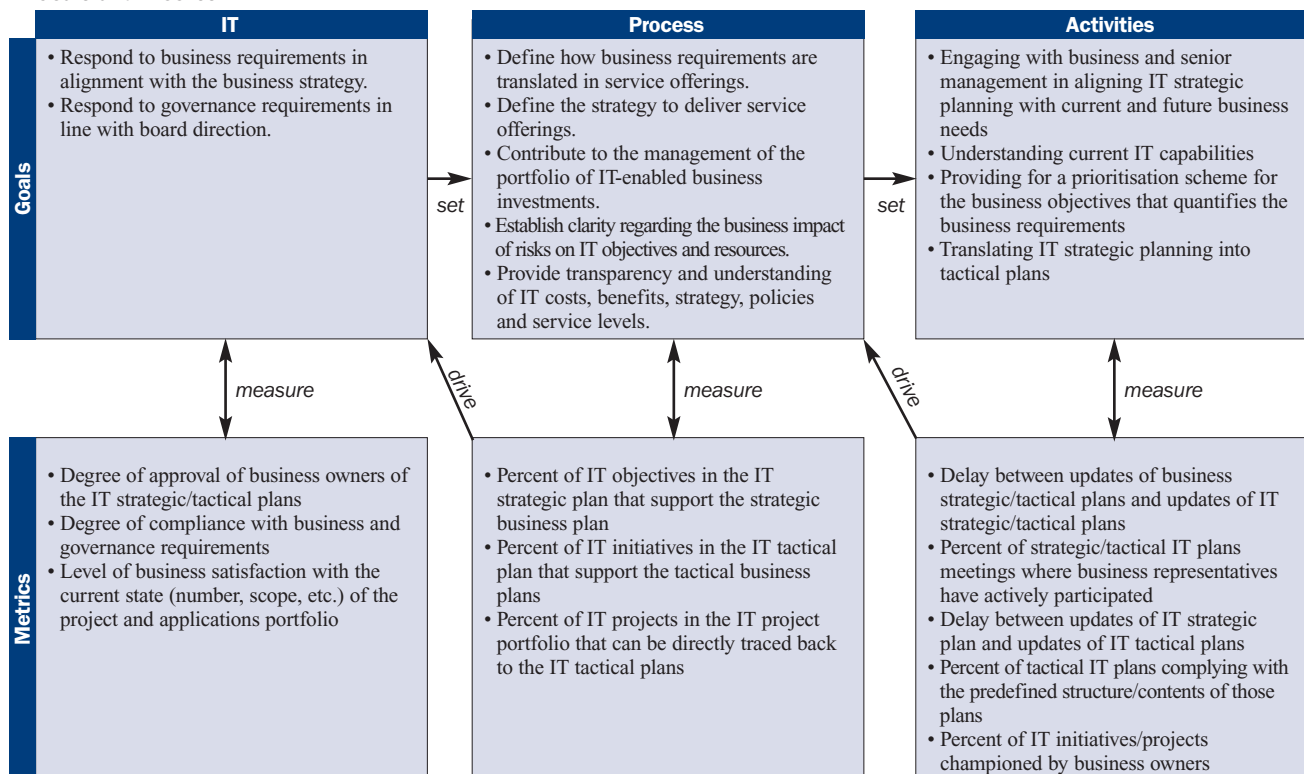 IT
Process
Activities
Goals
• Respond to business requirements in
alignment with the business strategy.
• Respond to governance requirements in
line with board direction.
set
• Define how business requirements are
translated in service offerings.
• Define the strategy to deliver service
offerings.
• Contribute to the management of the
portfolio of IT-enabled business
investments.
• Establish clarity regarding the business impact
of risks on IT objectives and resources.
• Provide transparency and understanding
of IT costs, benefits, strategy, policies
and service levels.
set
• Engaging with business and senior
management in aligning IT strategic
planning with current and future business
needs
• Understanding current IT capabilities
• Providing for a prioritisation scheme for
the business objectives that quantifies the
business requirements
• Translating IT strategic planning into
tactical plans
measure
drive
measure
drive
measure
Metrics
• Degree of approval of business owners of
the IT strategic/tactical plans
• Degree of compliance with business and
governance requirements
• Level of business satisfaction with the
current state (number, scope, etc.) of the
project and applications portfolio
• Percent of IT objectives in the IT
strategic plan that support the strategic
business plan
• Percent of IT initiatives in the IT tactical
plan that support the tactical business
plans
• Percent of IT projects in the IT project
portfolio that can be directly traced back
to the IT tactical plans
• Delay between updates of business
strategic/tactical plans and updates of IT
strategic/tactical plans
• Percent of strategic/tactical IT plans
meetings where business representatives
have actively participated
• Delay between updates of IT strategic
plan and updates of IT tactical plans
• Percent of tactical IT plans complying with
the predefined structure/contents of those
plans
• Percent of IT initiatives/projects
championed by business owners